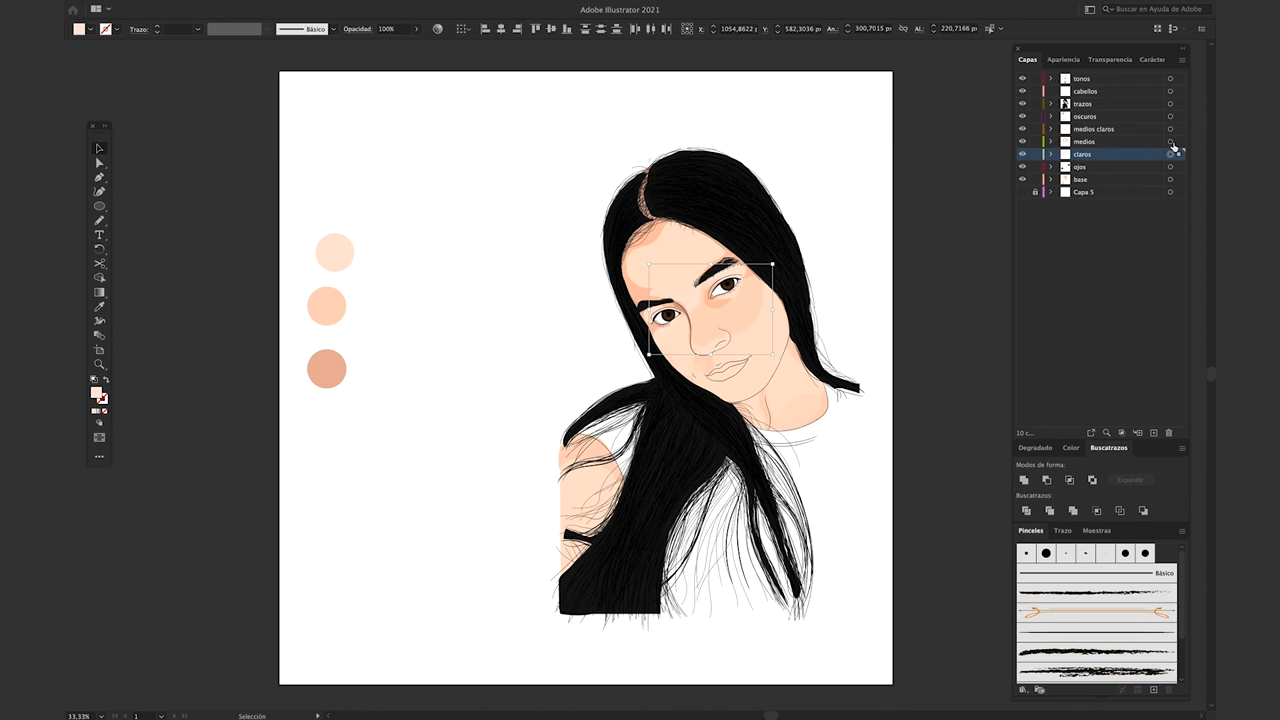 Adobe Illustrator 2021
Buscar en Ayuda de Adobe
Trazo:
Básico
Opacidad: 100%
X: 1054,8622 p
Y: 582,3036 p
An.: 300,7015 p
Al.: 220,7166 p
Capas Apariencia Transparencia Carácter
tonos
cabellos
trazos
oscuros
medios claros
medios
claros
ojos
base
Capa 5
10 c...
Degradado Color Buscatrazos
Modos de forma:
Expandir
Buscatrazos:
Pinceles Trazo Muestras
Básico
33,33%
1
Selección